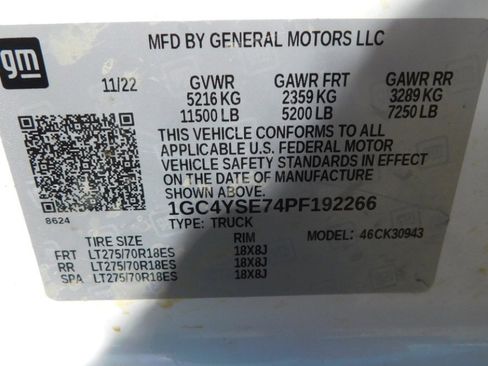 gm
MFD BY GENERAL MOTORS LLC
11/22 GVWR GAWR FRT GAWR RR
5216 KG 2359 KG 3289 KG
11500 LB 5200 LB 7250 LB
THIS VEHICLE CONFORMS TO ALL
APPLICABLE U.S. FEDERAL MOTOR
VEHICLE SAFETY STANDARDS IN EFFECT
ON THE DATE OF MANUFACTURE
SHOWN ABOVE.
8624 1GC4YSE74PF192266
TYPE: TRUCK MODEL: 46CK30943
TIRE SIZE RIM
FRT LT275/70R18ES 18X8J
RR LT275/70R18ES 18X8J
SPA LT275/70R18ES 18X8J